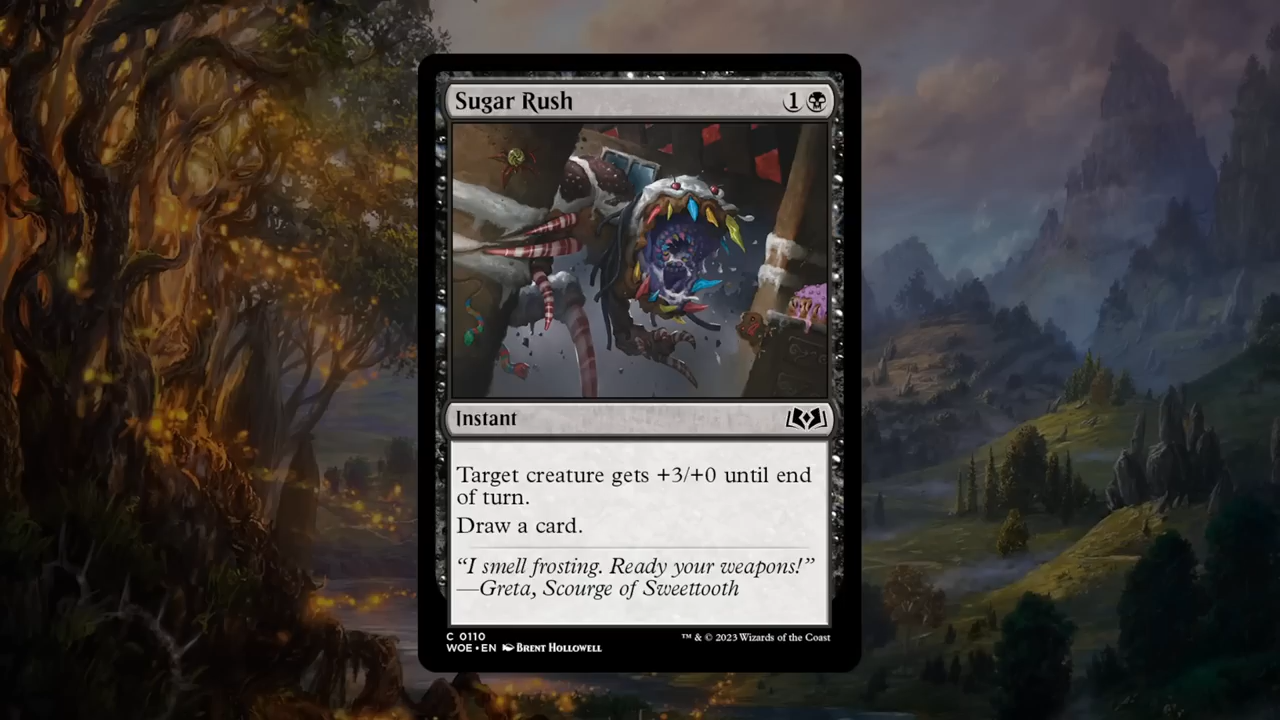 Sugar Rush 1
Instant
Target creature gets +3/+0 until end
of turn.
Draw a card.
“I smell frosting. Ready your weapons!”
—Greta, Scourge of Sweettooth
C 0110
WOE • EN Brent Hollowell
™ & © 2023 Wizards of the Coast